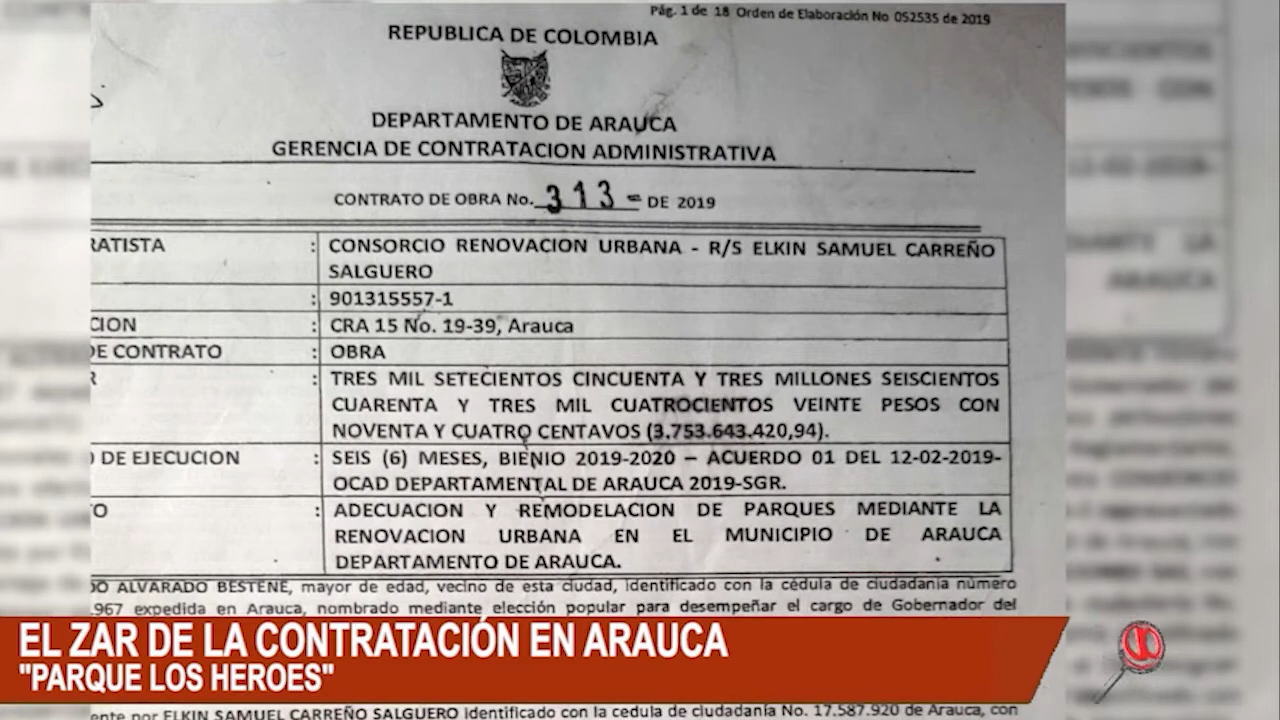 Pág. 1 de 18 Orden de Elaboración No 052535 de 2019
REPUBLICA DE COLOMBIA
DEPARTAMENTO DE ARAUCA
GERENCIA DE CONTRATACION ADMINISTRATIVA
CONTRATO DE OBRA No. 313 - DE 2019
RATISTA : CONSORCIO RENOVACION URBANA - R/S ELKIN SAMUEL CARREÑO
SALGUERO
: 901315557-1
CION : CRA 15 No. 19-39, Arauca
DE CONTRATO : OBRA
R : TRES MIL SETECIENTOS CINCUENTA Y TRES MILLONES SEISCIENTOS
CUARENTA Y TRES MIL CUATROCIENTOS VEINTE PESOS CON
NOVENTA Y CUATRO CENTAVOS (3.753.643.420,94).
O DE EJECUCION : SEIS (6) MESES, BIENIO 2019-2020 – ACUERDO 01 DEL 12-02-2019-
OCAD DEPARTAMENTAL DE ARAUCA 2019-SGR.
TO : ADECUACION Y REMODELACION DE PARQUES MEDIANTE LA
RENOVACION URBANA EN EL MUNICIPIO DE ARAUCA
DEPARTAMENTO DE ARAUCA.
DO ALVARADO BESTENE, mayor de edad, vecino de esta ciudad, identificado con la cédula de ciudadanía número
.967 expedida en Arauca, nombrado mediante elección popular para desempeñar el cargo de Gobernador del
EL ZAR DE LA CONTRATACIÓN EN ARAUCA
"PARQUE LOS HEROES"
ente por ELKIN SAMUEL CARREÑO SALGUERO identificado con la cedula de ciudadanía No. 17.587.920 de Arauca, con